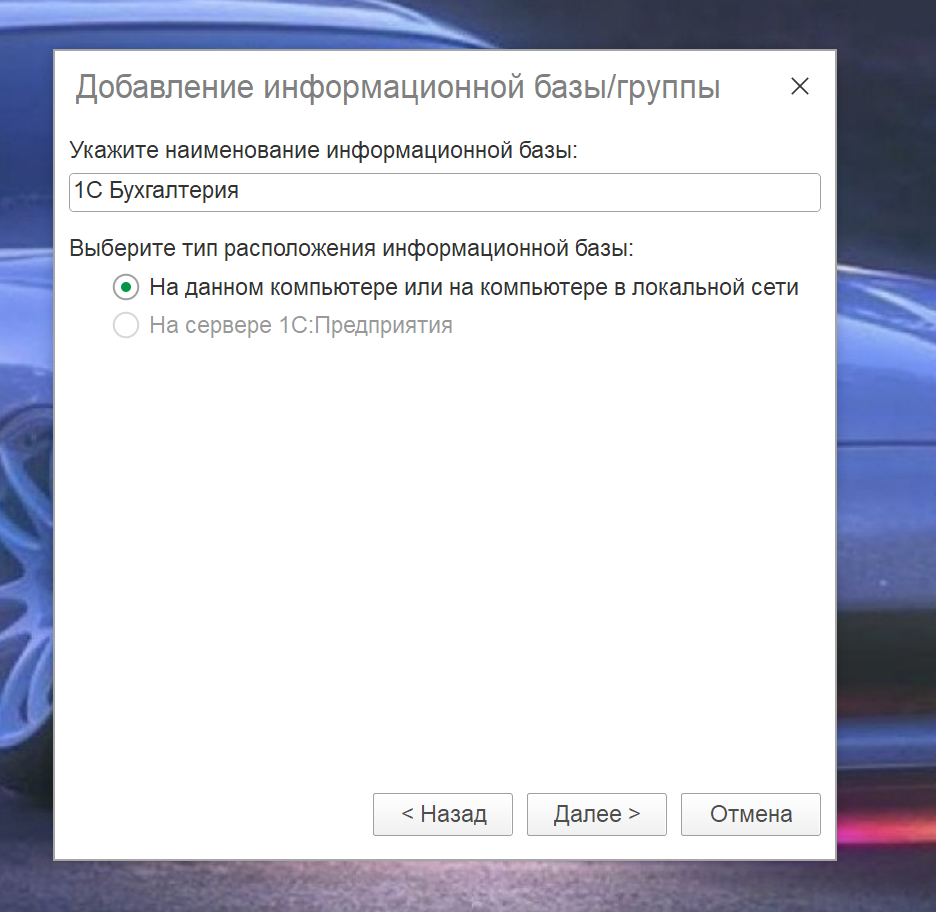 Добавление информационной базы/группы
Укажите наименование информационной базы:
1С Бухгалтерия
Выберите тип расположения информационной базы:
На данном компьютере или на компьютере в локальной сети
На сервере 1С:Предприятия
< Назад
Далее >
Отмена